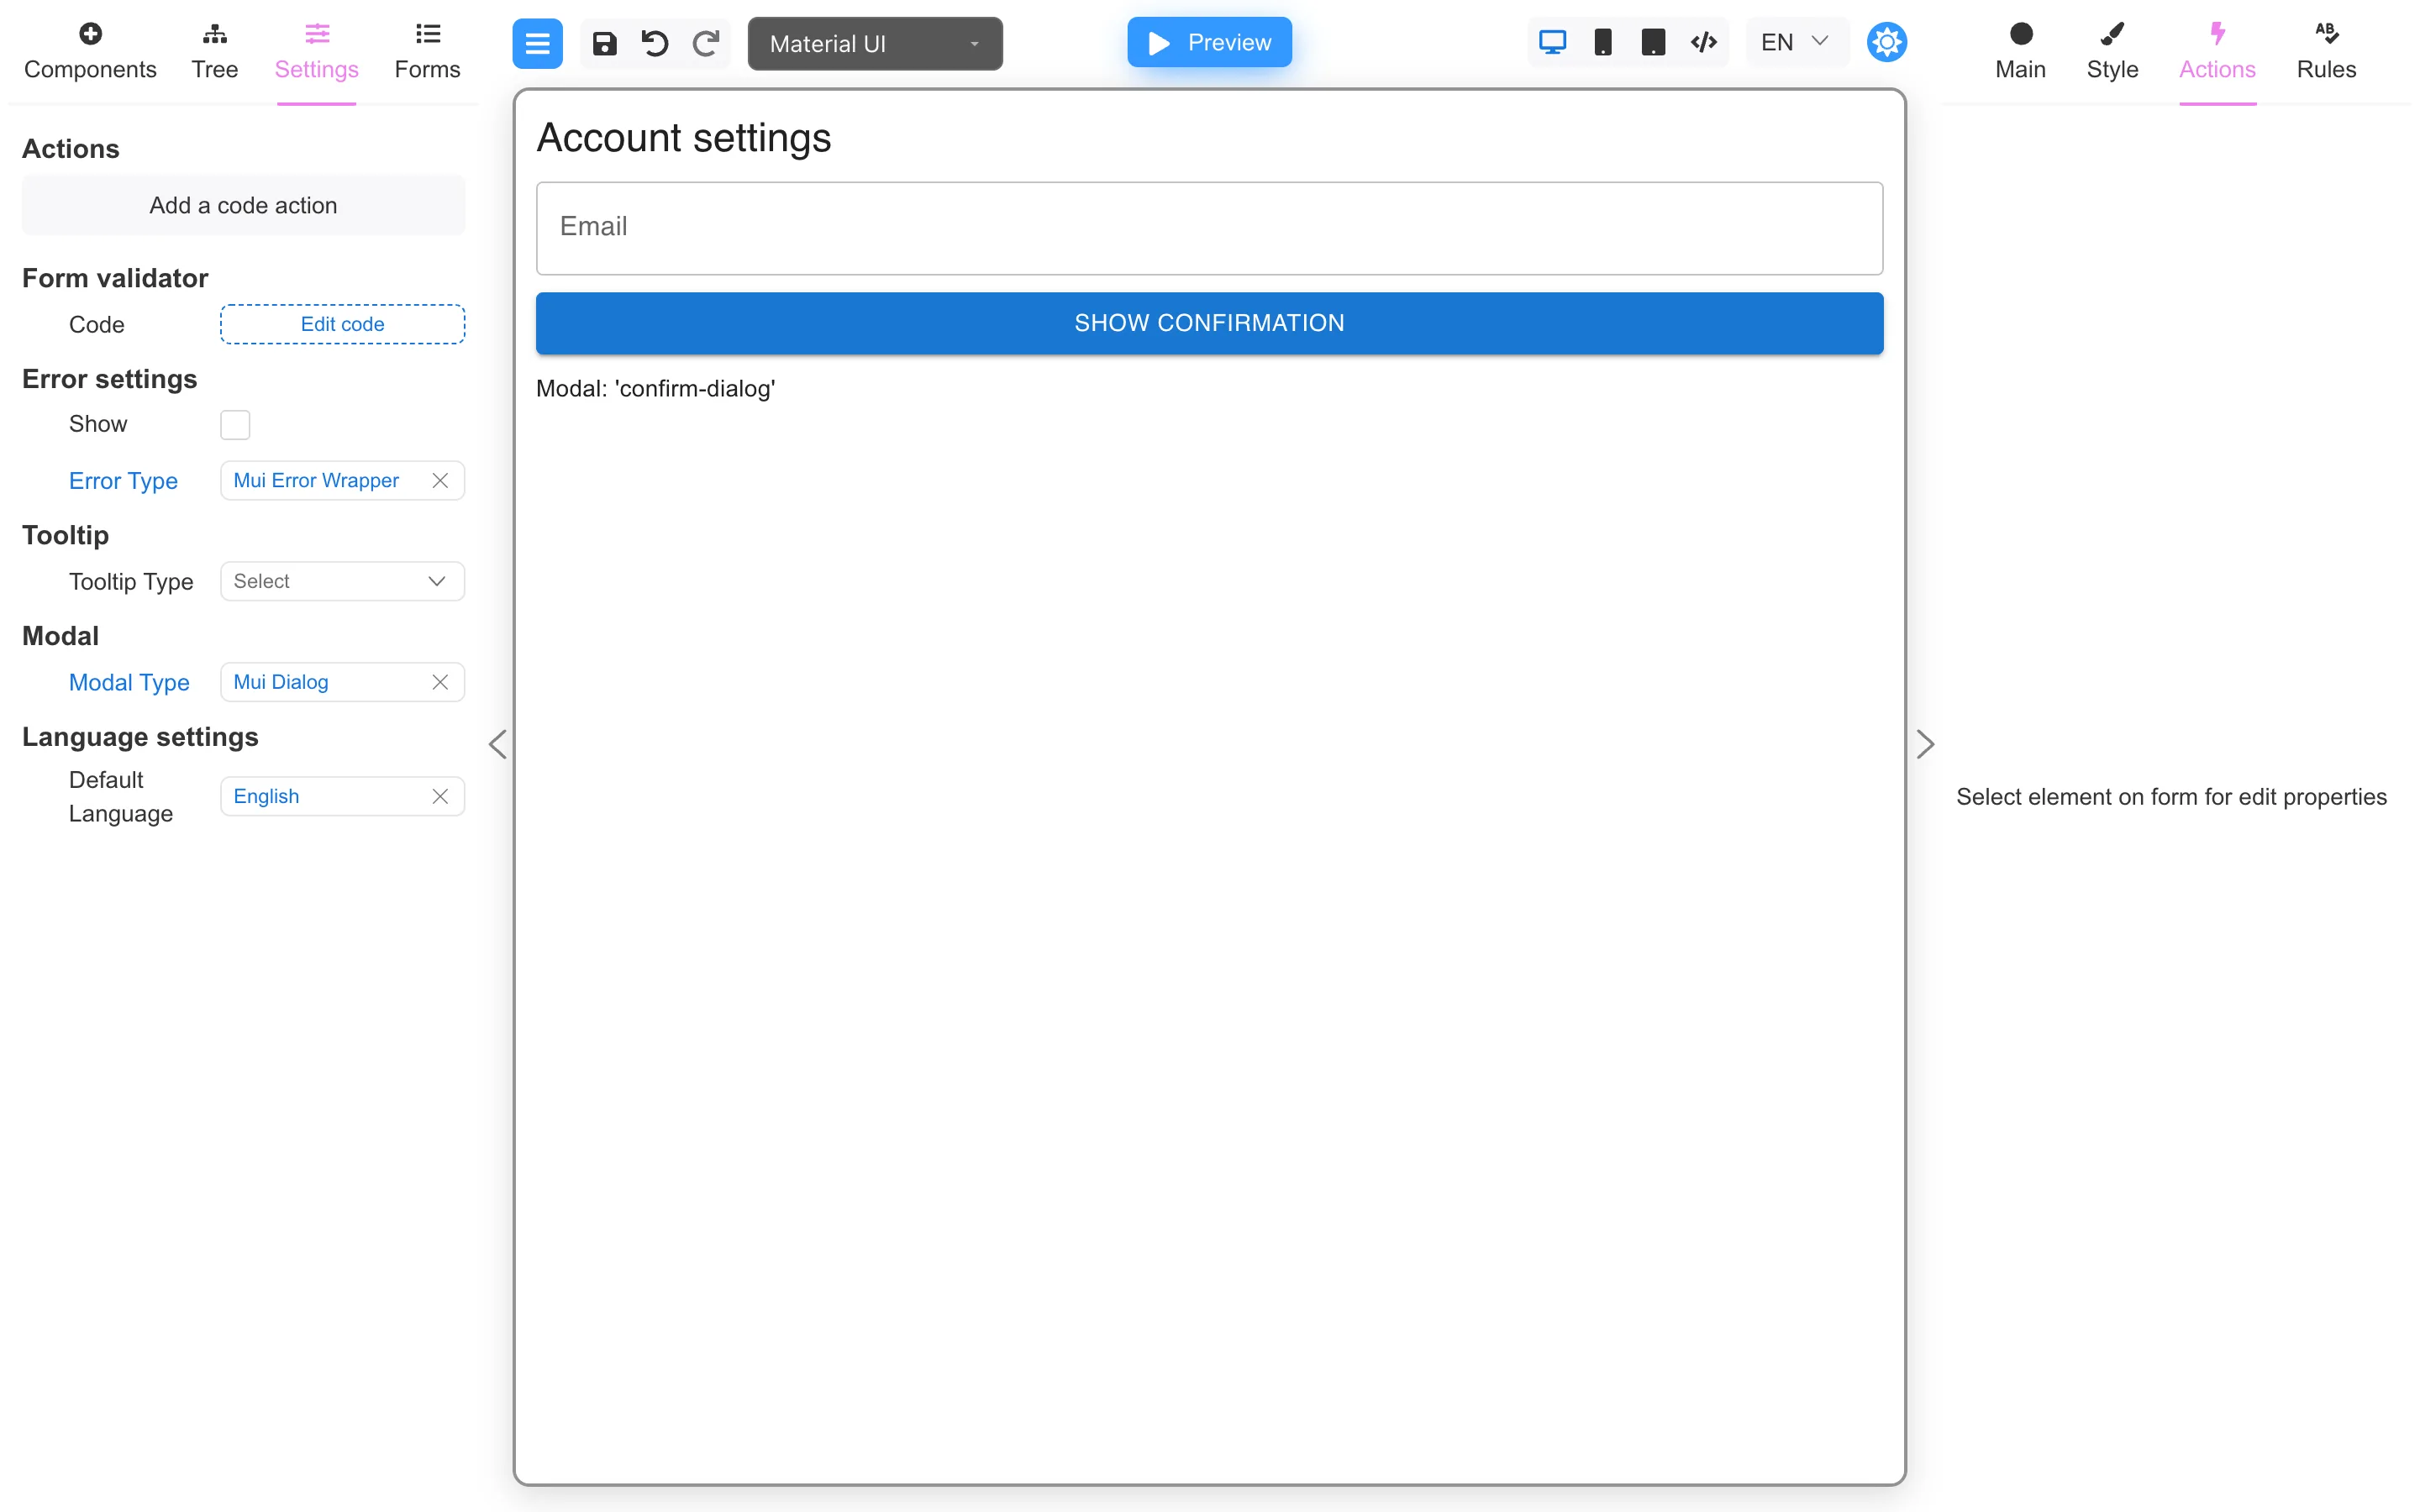 Components
Tree
Settings
Forms
Material UI
Preview
EN
Main
Style
Actions
AB
Rules
Actions
Add a code action
Form validator
Code
Edit code
Error settings
Show
Error Type
Mui Error Wrapper
Tooltip
Tooltip Type
Select
Modal
Modal Type
Mui Dialog
Language settings
Default
Language
English
Account settings
Email
SHOW CONFIRMATION
Modal: 'confirm-dialog'
Select element on form for edit properties